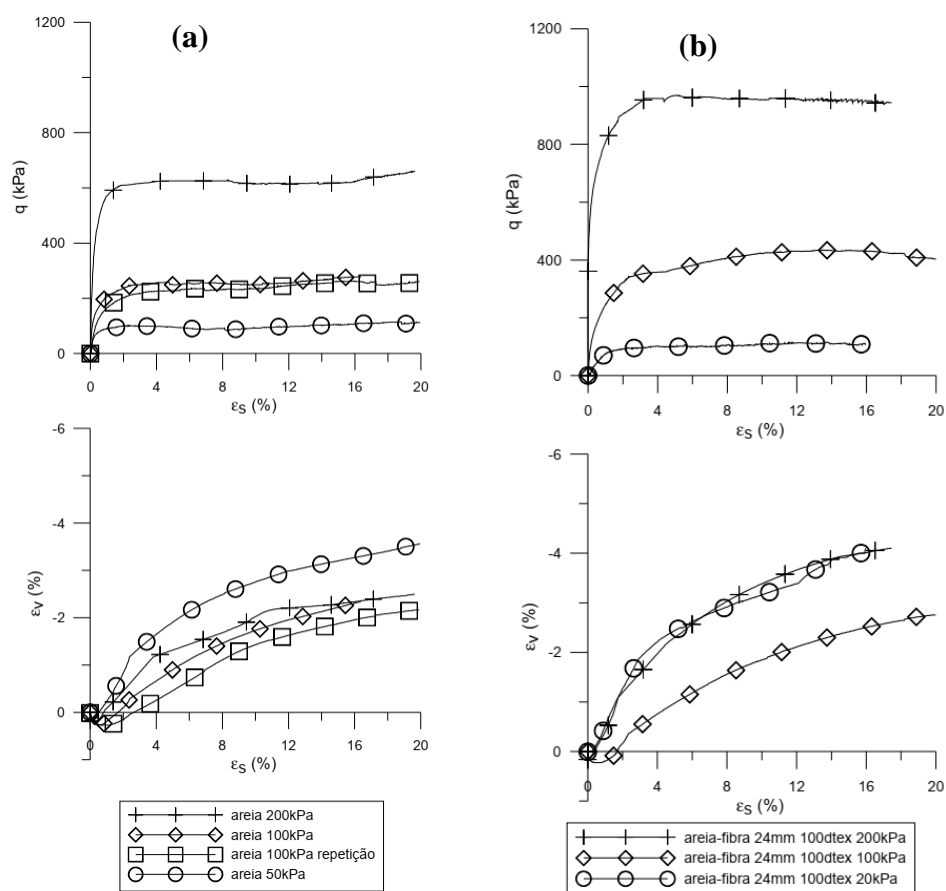 (a)
1200
800
400
0
q (kPa)
0 4 8 12 16 20
εS (%)
-6
-4
-2
0
εv (%)
0 4 8 12 16 20
εS (%)
areia 200kPa
areia 100kPa
areia 100kPa repetição
areia 50kPa
(b)
1200
800
400
0
q (kPa)
0 4 8 12 16 20
εS (%)
-6
-4
-2
0
εv (%)
0 4 8 12 16 20
εS (%)
areia-fibra 24mm 100dtex 200kPa
areia-fibra 24mm 100dtex 100kPa
areia-fibra 24mm 100dtex 20kPa